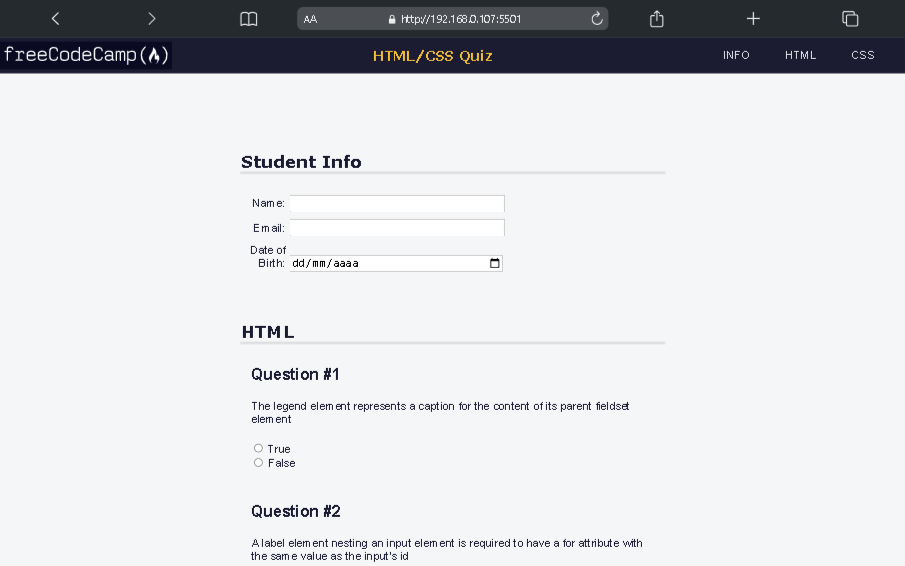 AA http://192.168.0.107:5501
freeCodeCamp HTML/CSS Quiz INFO HTML CSS
Student Info
Name:
Email:
Date of
Birth: dd/mm/aaaa
HTML
Question #1
The legend element represents a caption for the content of its parent fieldset
element
True
False
Question #2
A label element nesting an input element is required to have a for attribute with
the same value as the input's id